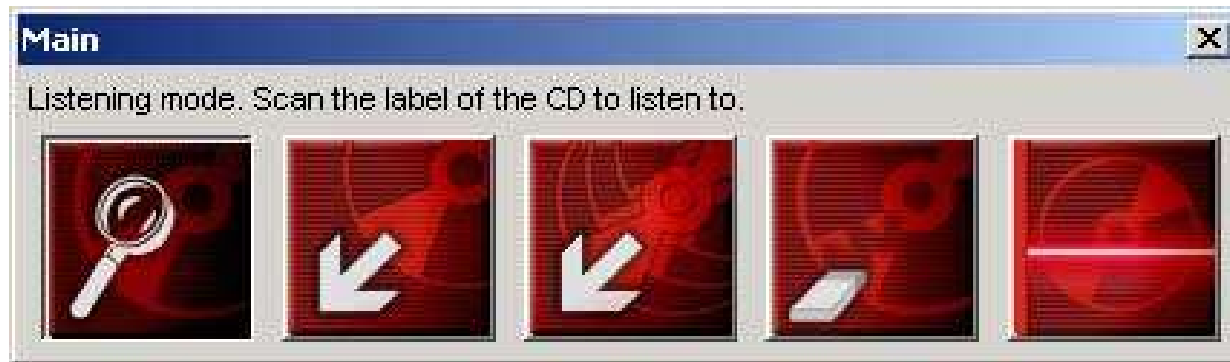 Main
Listening mode. Scan the label of the CD to listen to.